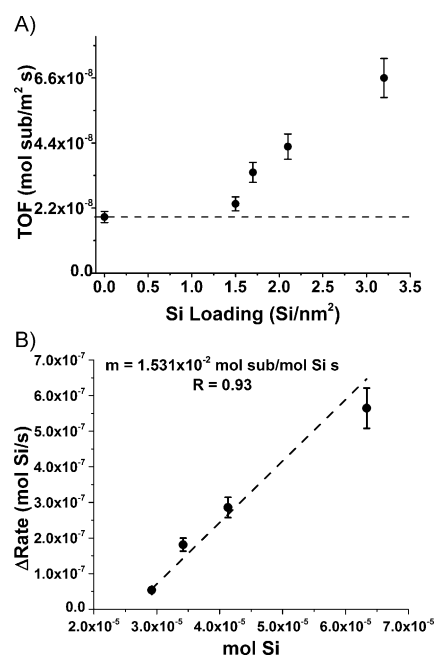 A)
TOF (mol sub/m² s)
6.6x10⁻⁸
4.4x10⁻⁸
2.2x10⁻⁸
0.0
0.0 0.5 1.0 1.5 2.0 2.5 3.0 3.5
Si Loading (Si/nm²)
B)
ΔRate (mol Si/s)
7.0x10⁻⁷
6.0x10⁻⁷
5.0x10⁻⁷
4.0x10⁻⁷
3.0x10⁻⁷
2.0x10⁻⁷
1.0x10⁻⁷
0.0
m = 1.531x10⁻² mol sub/mol Si s
R = 0.93
2.0x10⁻⁵ 3.0x10⁻⁵ 4.0x10⁻⁵ 5.0x10⁻⁵ 6.0x10⁻⁵ 7.0x10⁻⁵
mol Si